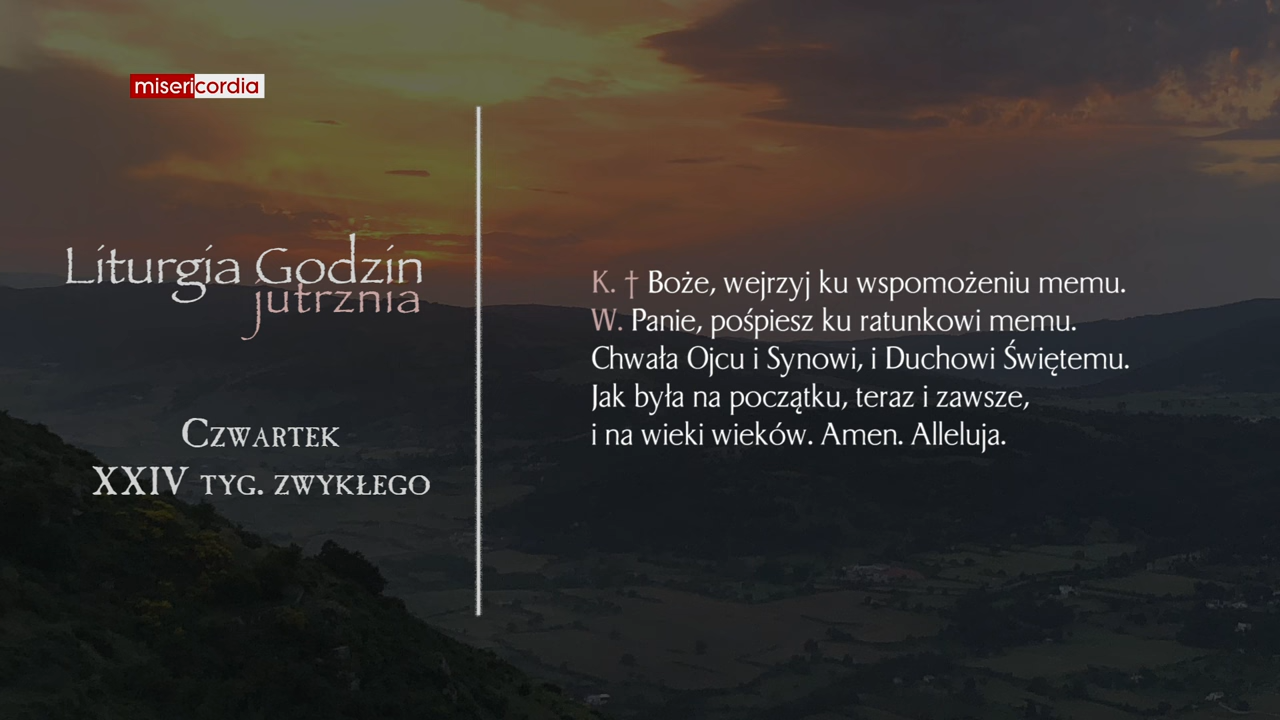 misericordia
Liturgia Godzin
jutrznia
Czwartek
XXIV tyg. zwykłego
K. † Boże, wejrzyj ku wspomożeniu memu.
W. Panie, pośpiesz ku ratunkowi memu.
Chwała Ojcu i Synowi, i Duchowi Świętemu.
Jak była na początku, teraz i zawsze,
i na wieki wieków. Amen. Alleluja.